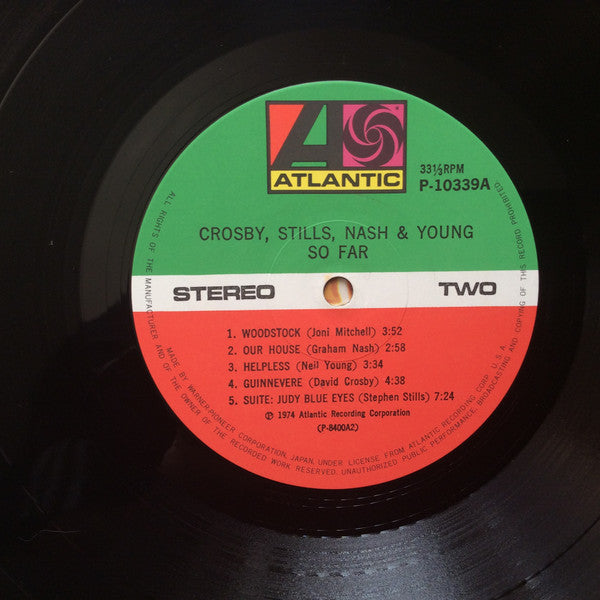 ATLANTIC
33⅓RPM
P-10339A
CROSBY, STILLS, NASH & YOUNG
SO FAR
STEREO
TWO
1. WOODSTOCK (Joni Mitchell) 3:52
2. OUR HOUSE (Graham Nash) 2:58
3. HELPLESS (Neil Young) 3:34
4. GUINNEVERE (David Crosby) 4:38
5. SUITE: JUDY BLUE EYES (Stephen Stills) 7:24
℗ 1974 Atlantic Recording Corporation
(P-8400A2)
ALL RIGHTS OF THE MANUFACTURER AND OF THE OWNER OF THE RECORDED WORK RESERVED. UNAUTHORIZED PUBLIC PERFORMANCE, BROADCASTING AND COPYING OF THIS RECORD PROHIBITED
MADE BY WARNER-PIONEER CORPORATION, JAPAN, UNDER LICENSE FROM ATLANTIC RECORDING CORP., U.S.A.